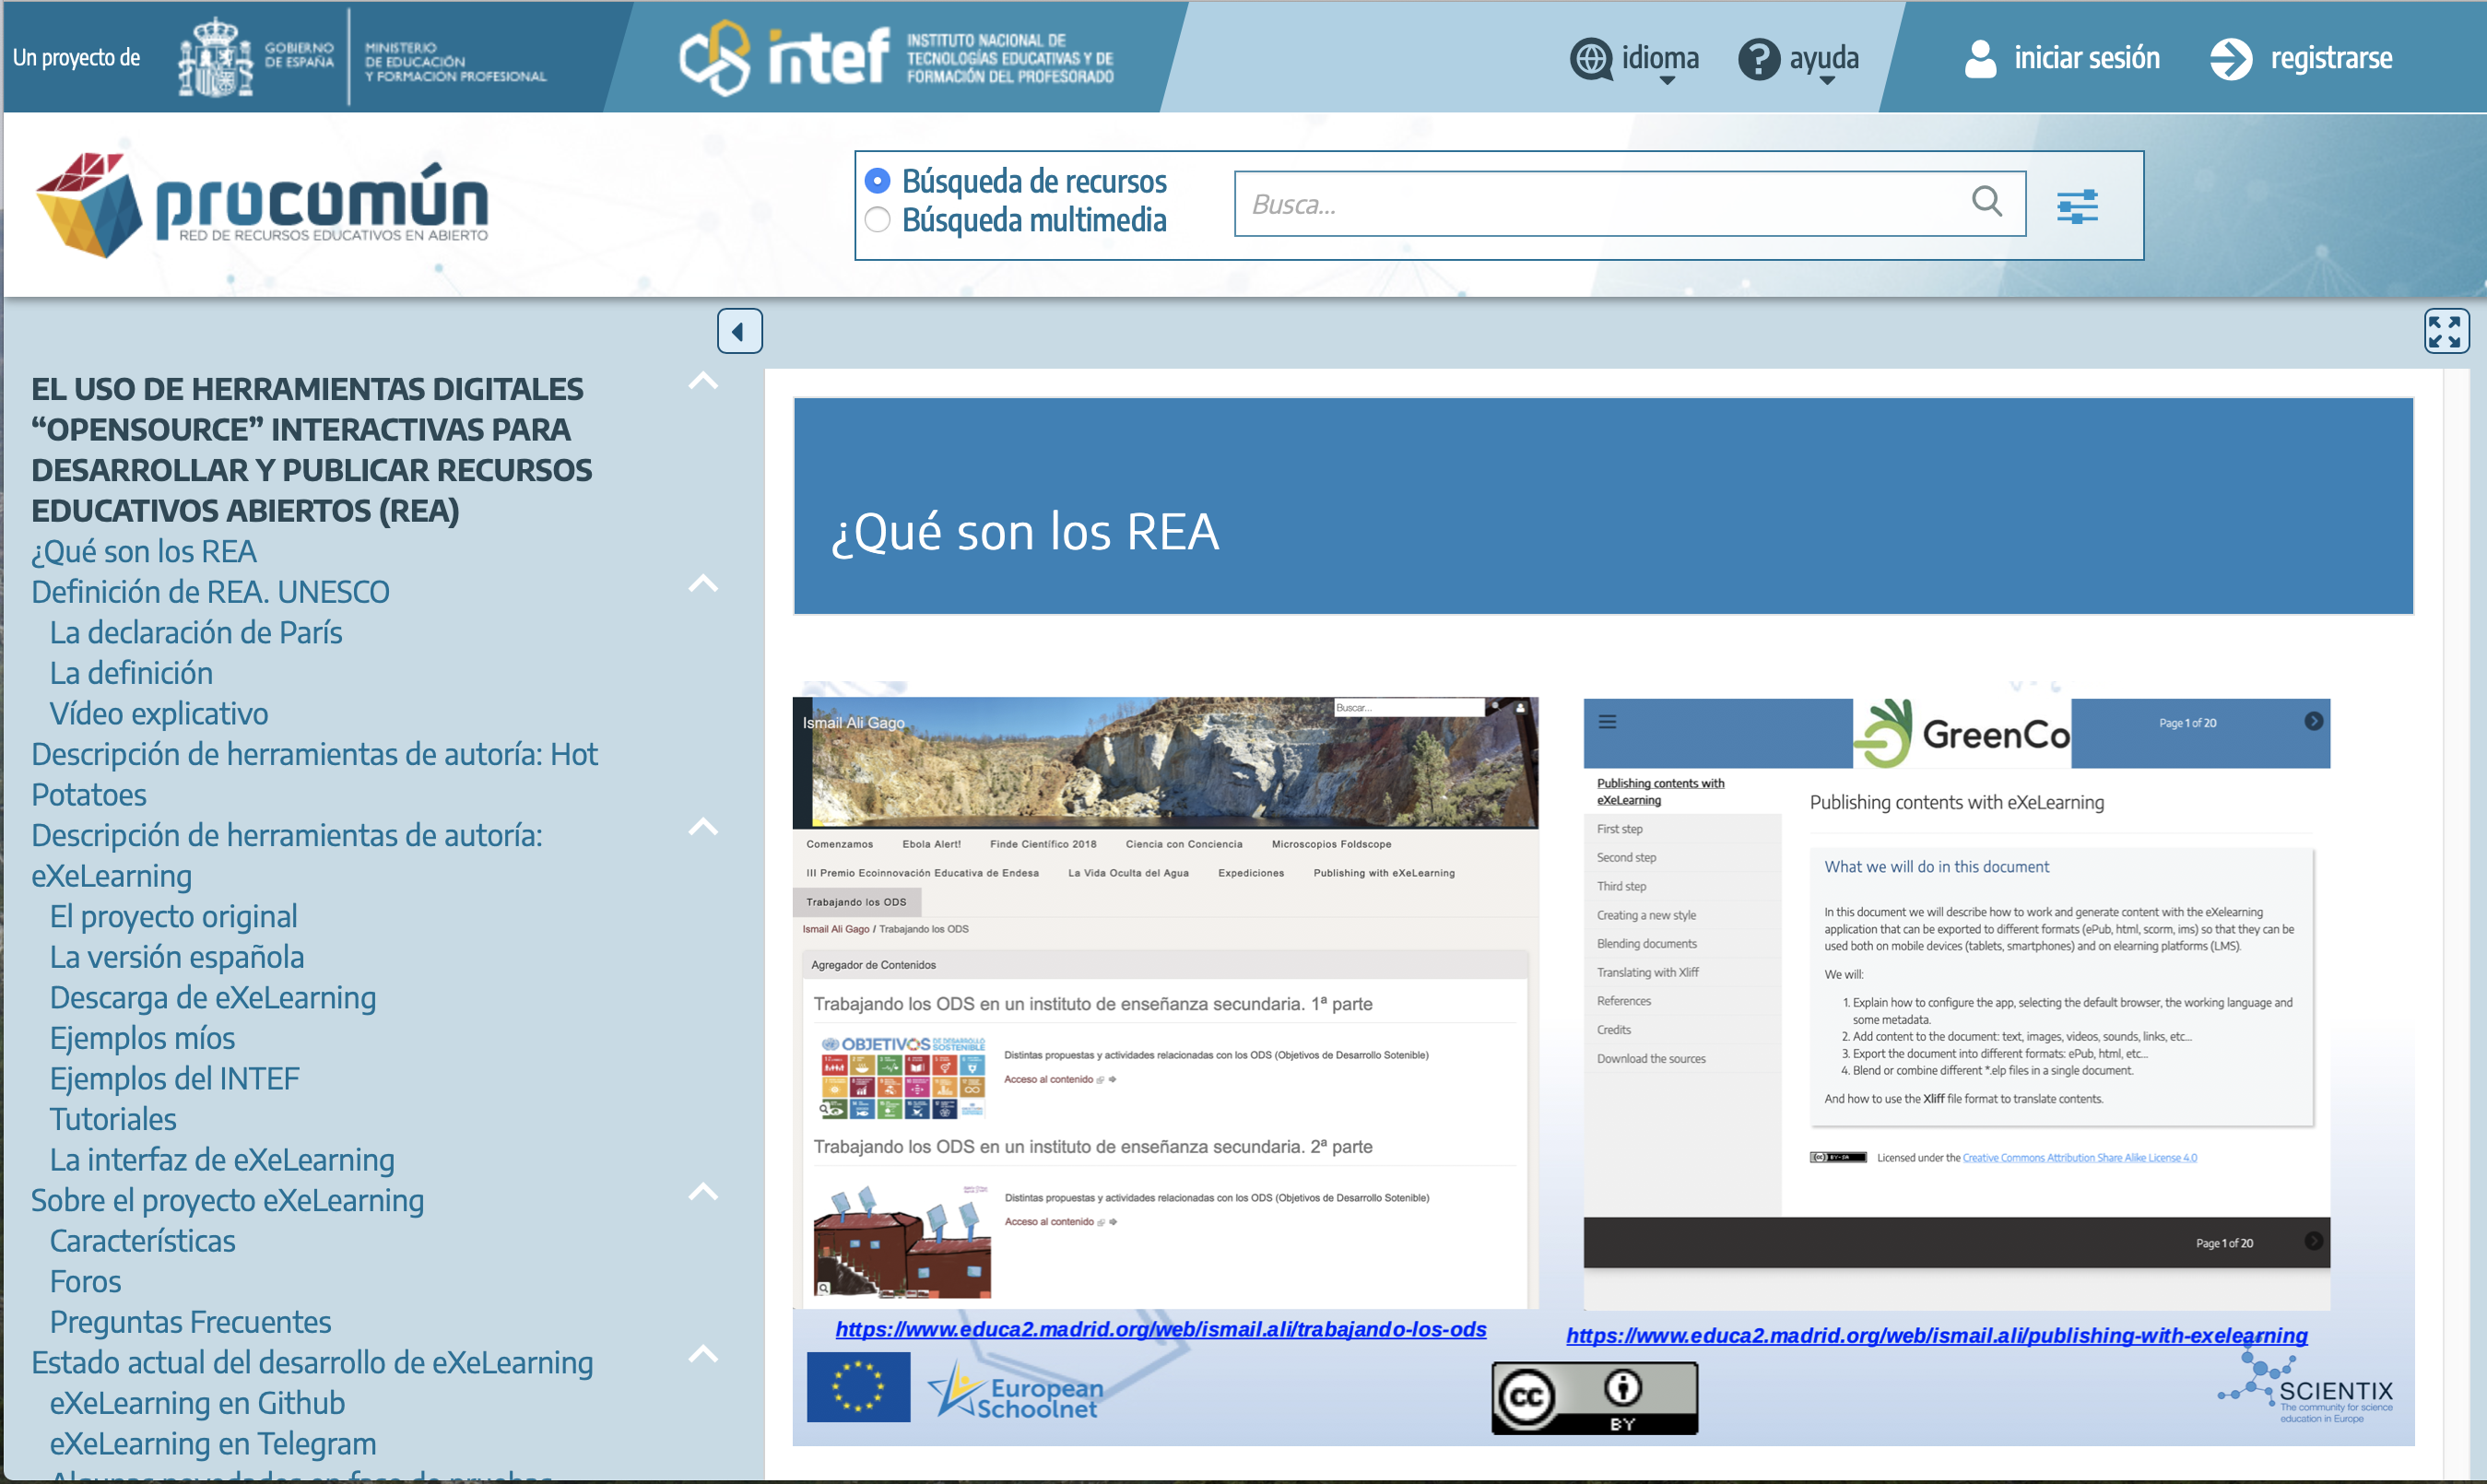 Un proyecto de
GOBIERNO
DE ESPAÑA
MINISTERIO
DE EDUCACIÓN
Y FORMACIÓN PROFESIONAL
intef
INSTITUTO NACIONAL DE
TECNOLOGÍAS EDUCATIVAS Y DE
FORMACIÓN DEL PROFESORADO
idioma
ayuda
iniciar sesión
registrarse
procomún
RED DE RECURSOS EDUCATIVOS EN ABIERTO
Búsqueda de recursos
Búsqueda multimedia
Busca...
EL USO DE HERRAMIENTAS DIGITALES
“OPENSOURCE” INTERACTIVAS PARA
DESARROLLAR Y PUBLICAR RECURSOS
EDUCATIVOS ABIERTOS (REA)
¿Qué son los REA
Definición de REA. UNESCO
La declaración de París
La definición
Vídeo explicativo
Descripción de herramientas de autoría: Hot
Potatoes
Descripción de herramientas de autoría:
eXeLearning
El proyecto original
La versión española
Descarga de eXeLearning
Ejemplos míos
Ejemplos del INTEF
Tutoriales
La interfaz de eXeLearning
Sobre el proyecto eXeLearning
Características
Foros
Preguntas Frecuentes
Estado actual del desarrollo de eXeLearning
eXeLearning en Github
eXeLearning en Telegram
Algunas novedades en fase de pruebas
¿Qué son los REA
Ismail Ali Gago
Buscar...
Comenzamos Ebola Alert! Finde Científico 2018 Ciencia con Conciencia Microscopios Foldscope
III Premio Ecoinnovación Educativa de Endesa La Vida Oculta del Agua Expediciones Publishing with eXeLearning
Trabajando los ODS
Ismail Ali Gago / Trabajando los ODS
Agregador de Contenidos
Trabajando los ODS en un instituto de enseñanza secundaria. 1ª parte
OBJETIVOS DE DESARROLLO
SOSTENIBLE
Distintas propuestas y actividades relacionadas con los ODS (Objetivos de Desarrollo Sotenible)
Acceso al contenido
Trabajando los ODS en un instituto de enseñanza secundaria. 2ª parte
Distintas propuestas y actividades relacionadas con los ODS (Objetivos de Desarrollo Sotenible)
Acceso al contenido
https://www.educa2.madrid.org/web/ismail.ali/trabajando-los-ods
GreenCo
Page 1 of 20
Publishing contents with
eXeLearning
First step
Second step
Third step
Creating a new style
Blending documents
Translating with Xliff
References
Credits
Download the sources
Publishing contents with eXeLearning
What we will do in this document
In this document we will describe how to work and generate content with the eXelearning
application that can be exported to different formats (ePub, html, scorm, ims) so that they can be
used both on mobile devices (tablets, smartphones) and on elearning platforms (LMS).
We will:
1. Explain how to configure the app, selecting the default browser, the working language and
some metadata.
2. Add content to the document: text, images, videos, sounds, links, etc...
3. Export the document into different formats: ePub, html, etc...
4. Blend or combine different *.elp files in a single document.
And how to use the Xliff file format to translate contents.
(cc) BY-SA
Licensed under the Creative Commons Attribution Share Alike License 4.0
Page 1 of 20
https://www.educa2.madrid.org/web/ismail.ali/publishing-with-exelearning
European
Schoolnet
cc
BY
SCIENTIX
The community for science
education in Europe